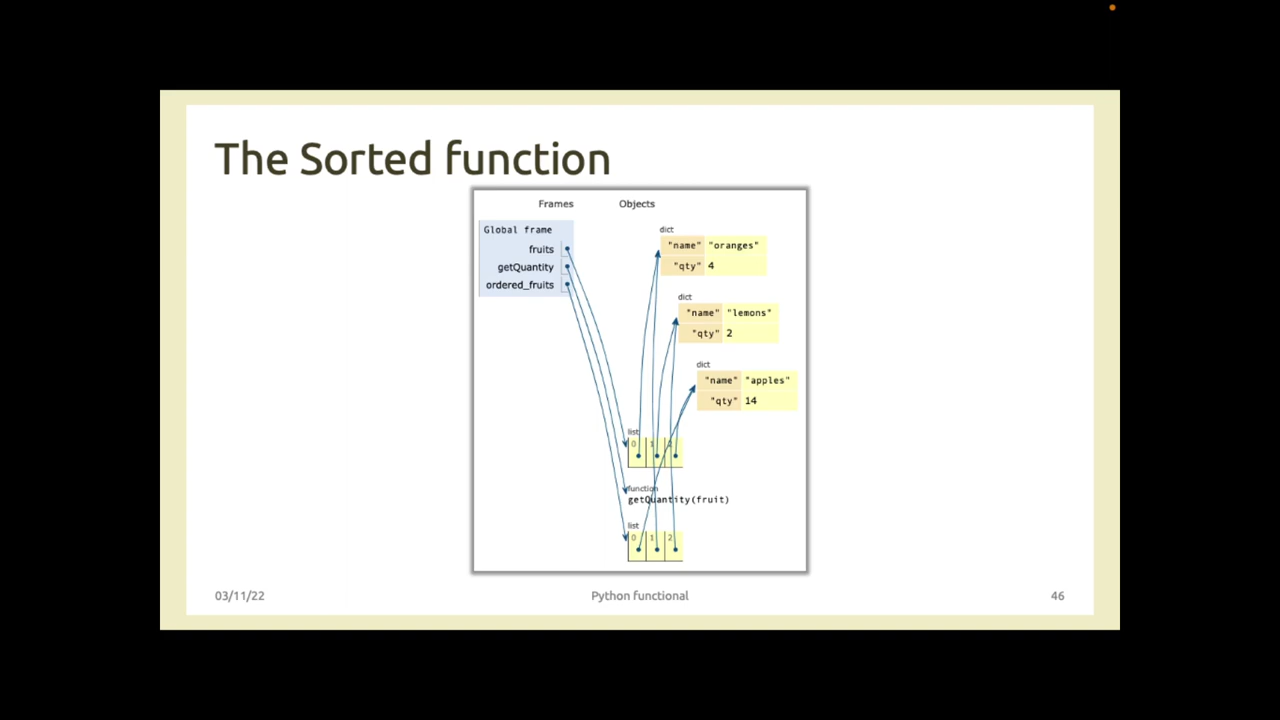 The Sorted function
Frames Objects
Global frame
fruits
getQuantity
ordered_fruits
dict
"name" "oranges"
"qty" 4
dict
"name" "lemons"
"qty" 2
dict
"name" "apples"
"qty" 14
list
0 1 2
function
getQuantity(fruit)
list
0 1 2
03/11/22 Python functional 46